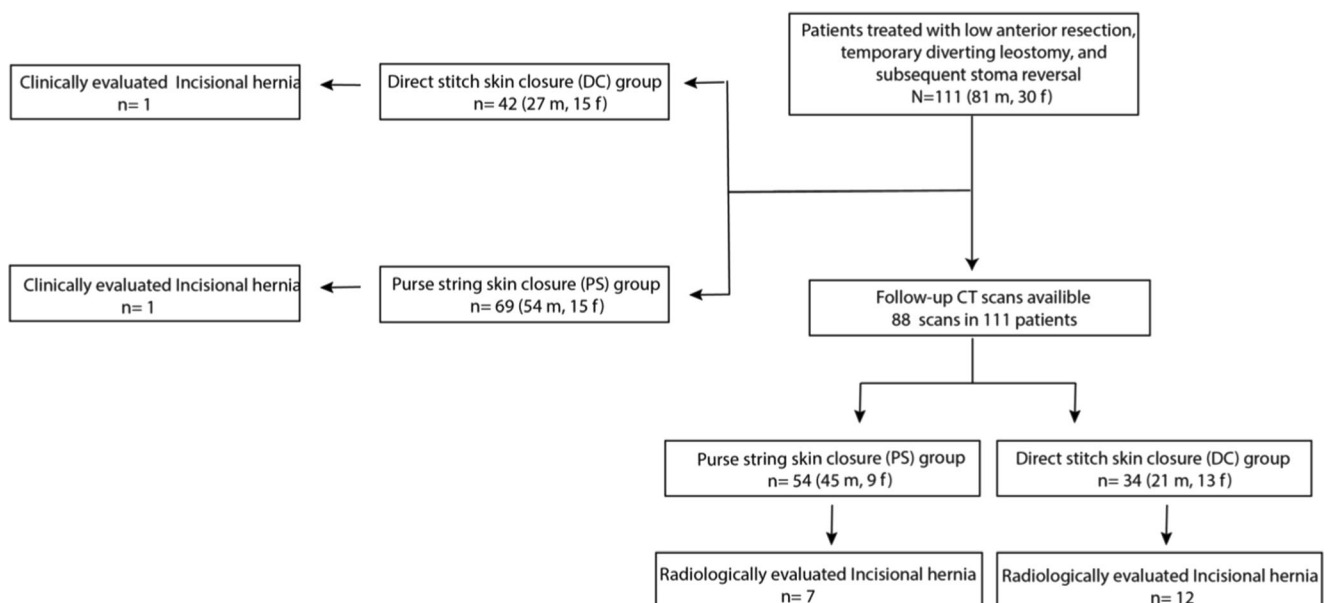 Patients treated with low anterior resection,
temporary diverting leostomy, and
subsequent stoma reversal
N=111 (81 m, 30 f)
Direct stitch skin closure (DC) group
n= 42 (27 m, 15 f)
Clinically evaluated Incisional hernia
n= 1
Purse string skin closure (PS) group
n= 69 (54 m, 15 f)
Clinically evaluated Incisional hernia
n= 1
Follow-up CT scans availible
88 scans in 111 patients
Purse string skin closure (PS) group
n= 54 (45 m, 9 f)
Direct stitch skin closure (DC) group
n= 34 (21 m, 13 f)
Radiologically evaluated Incisional hernia
n= 7
Radiologically evaluated Incisional hernia
n= 12